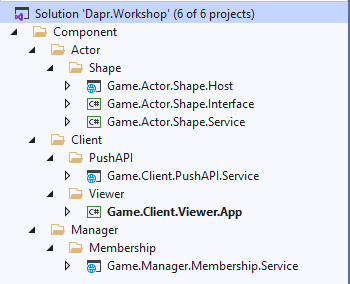 Solution 'Dapr.Workshop' (6 of 6 projects)
Component
Actor
Shape
Game.Actor.Shape.Host
C# Game.Actor.Shape.Interface
C# Game.Actor.Shape.Service
Client
PushAPI
Game.Client.PushAPI.Service
Viewer
C# Game.Client.Viewer.App
Manager
Membership
Game.Manager.Membership.Service